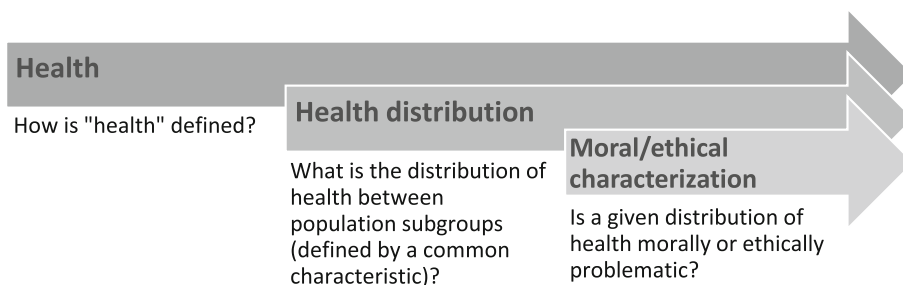 Health
How is "health" defined?
Health distribution
What is the distribution of
health between
population subgroups
(defined by a common
characteristic)?
Moral/ethical
characterization
Is a given distribution of
health morally or ethically
problematic?